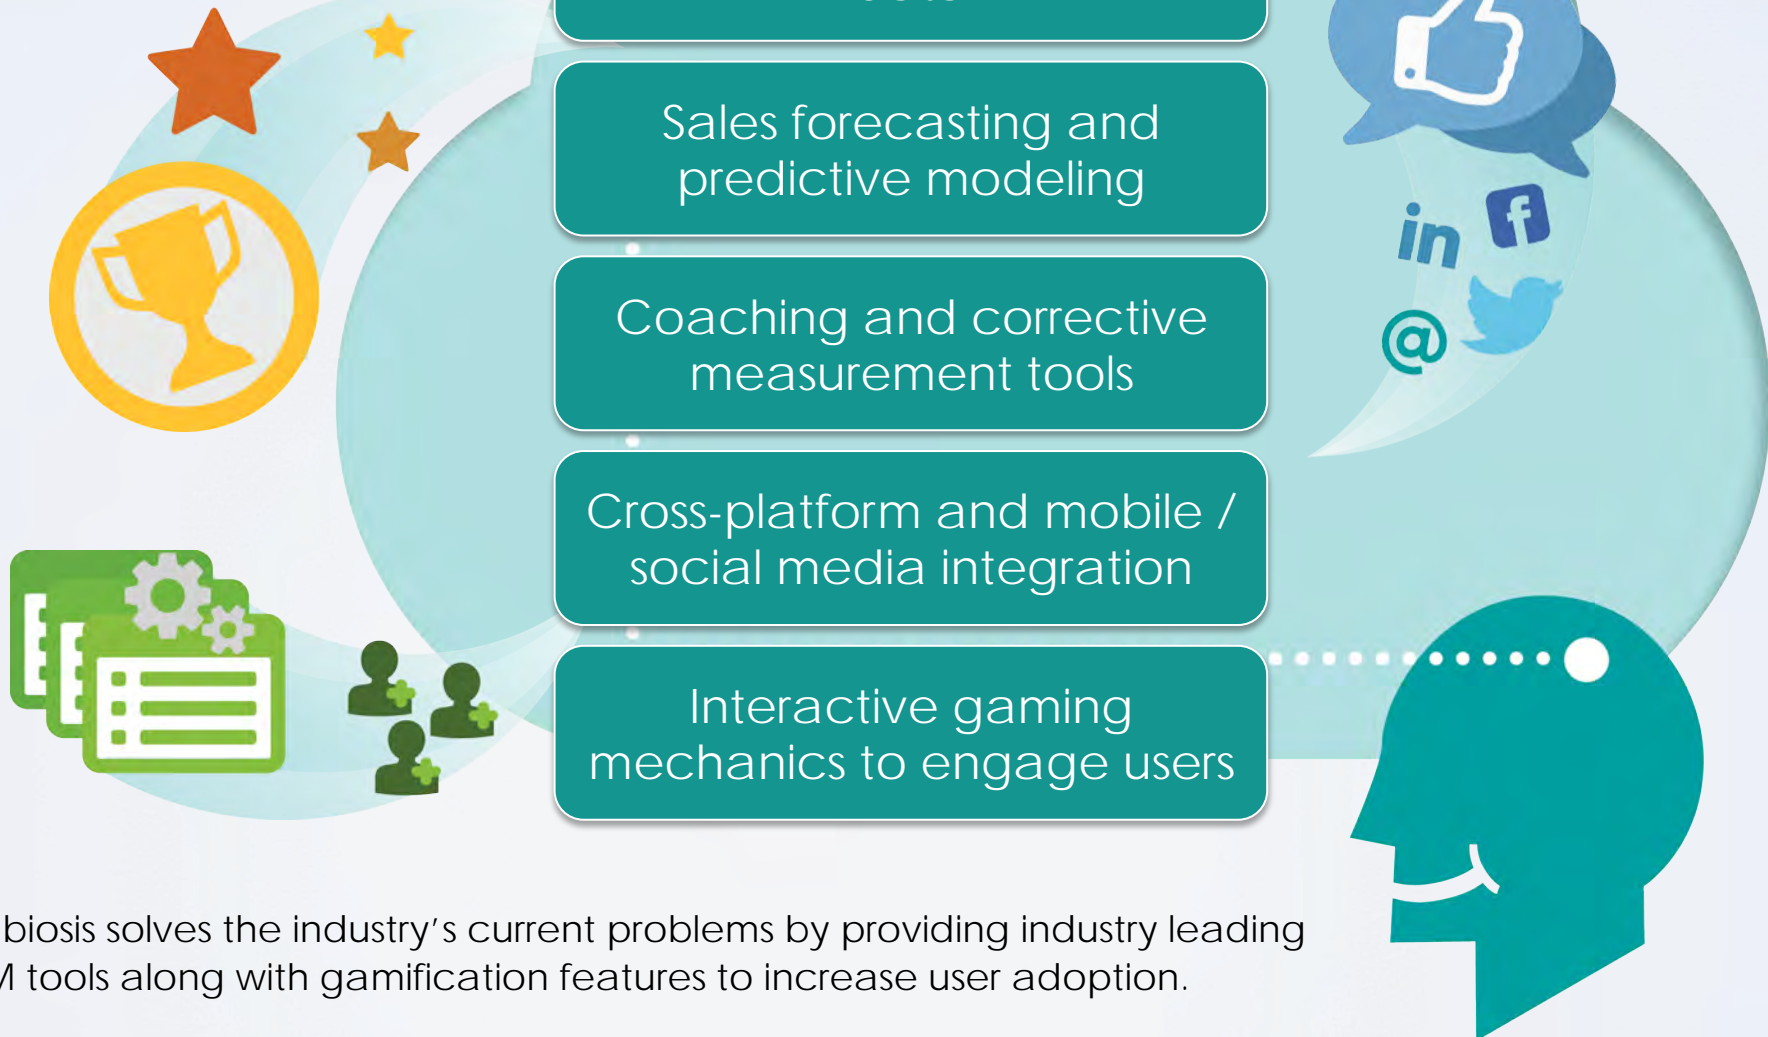 Sales forecasting and
predictive modeling
Coaching and corrective
measurement tools
Cross-platform and mobile /
social media integration
Interactive gaming
mechanics to engage users
in
f
@
biosis solves the industry’s current problems by providing industry leading
M tools along with gamification features to increase user adoption.